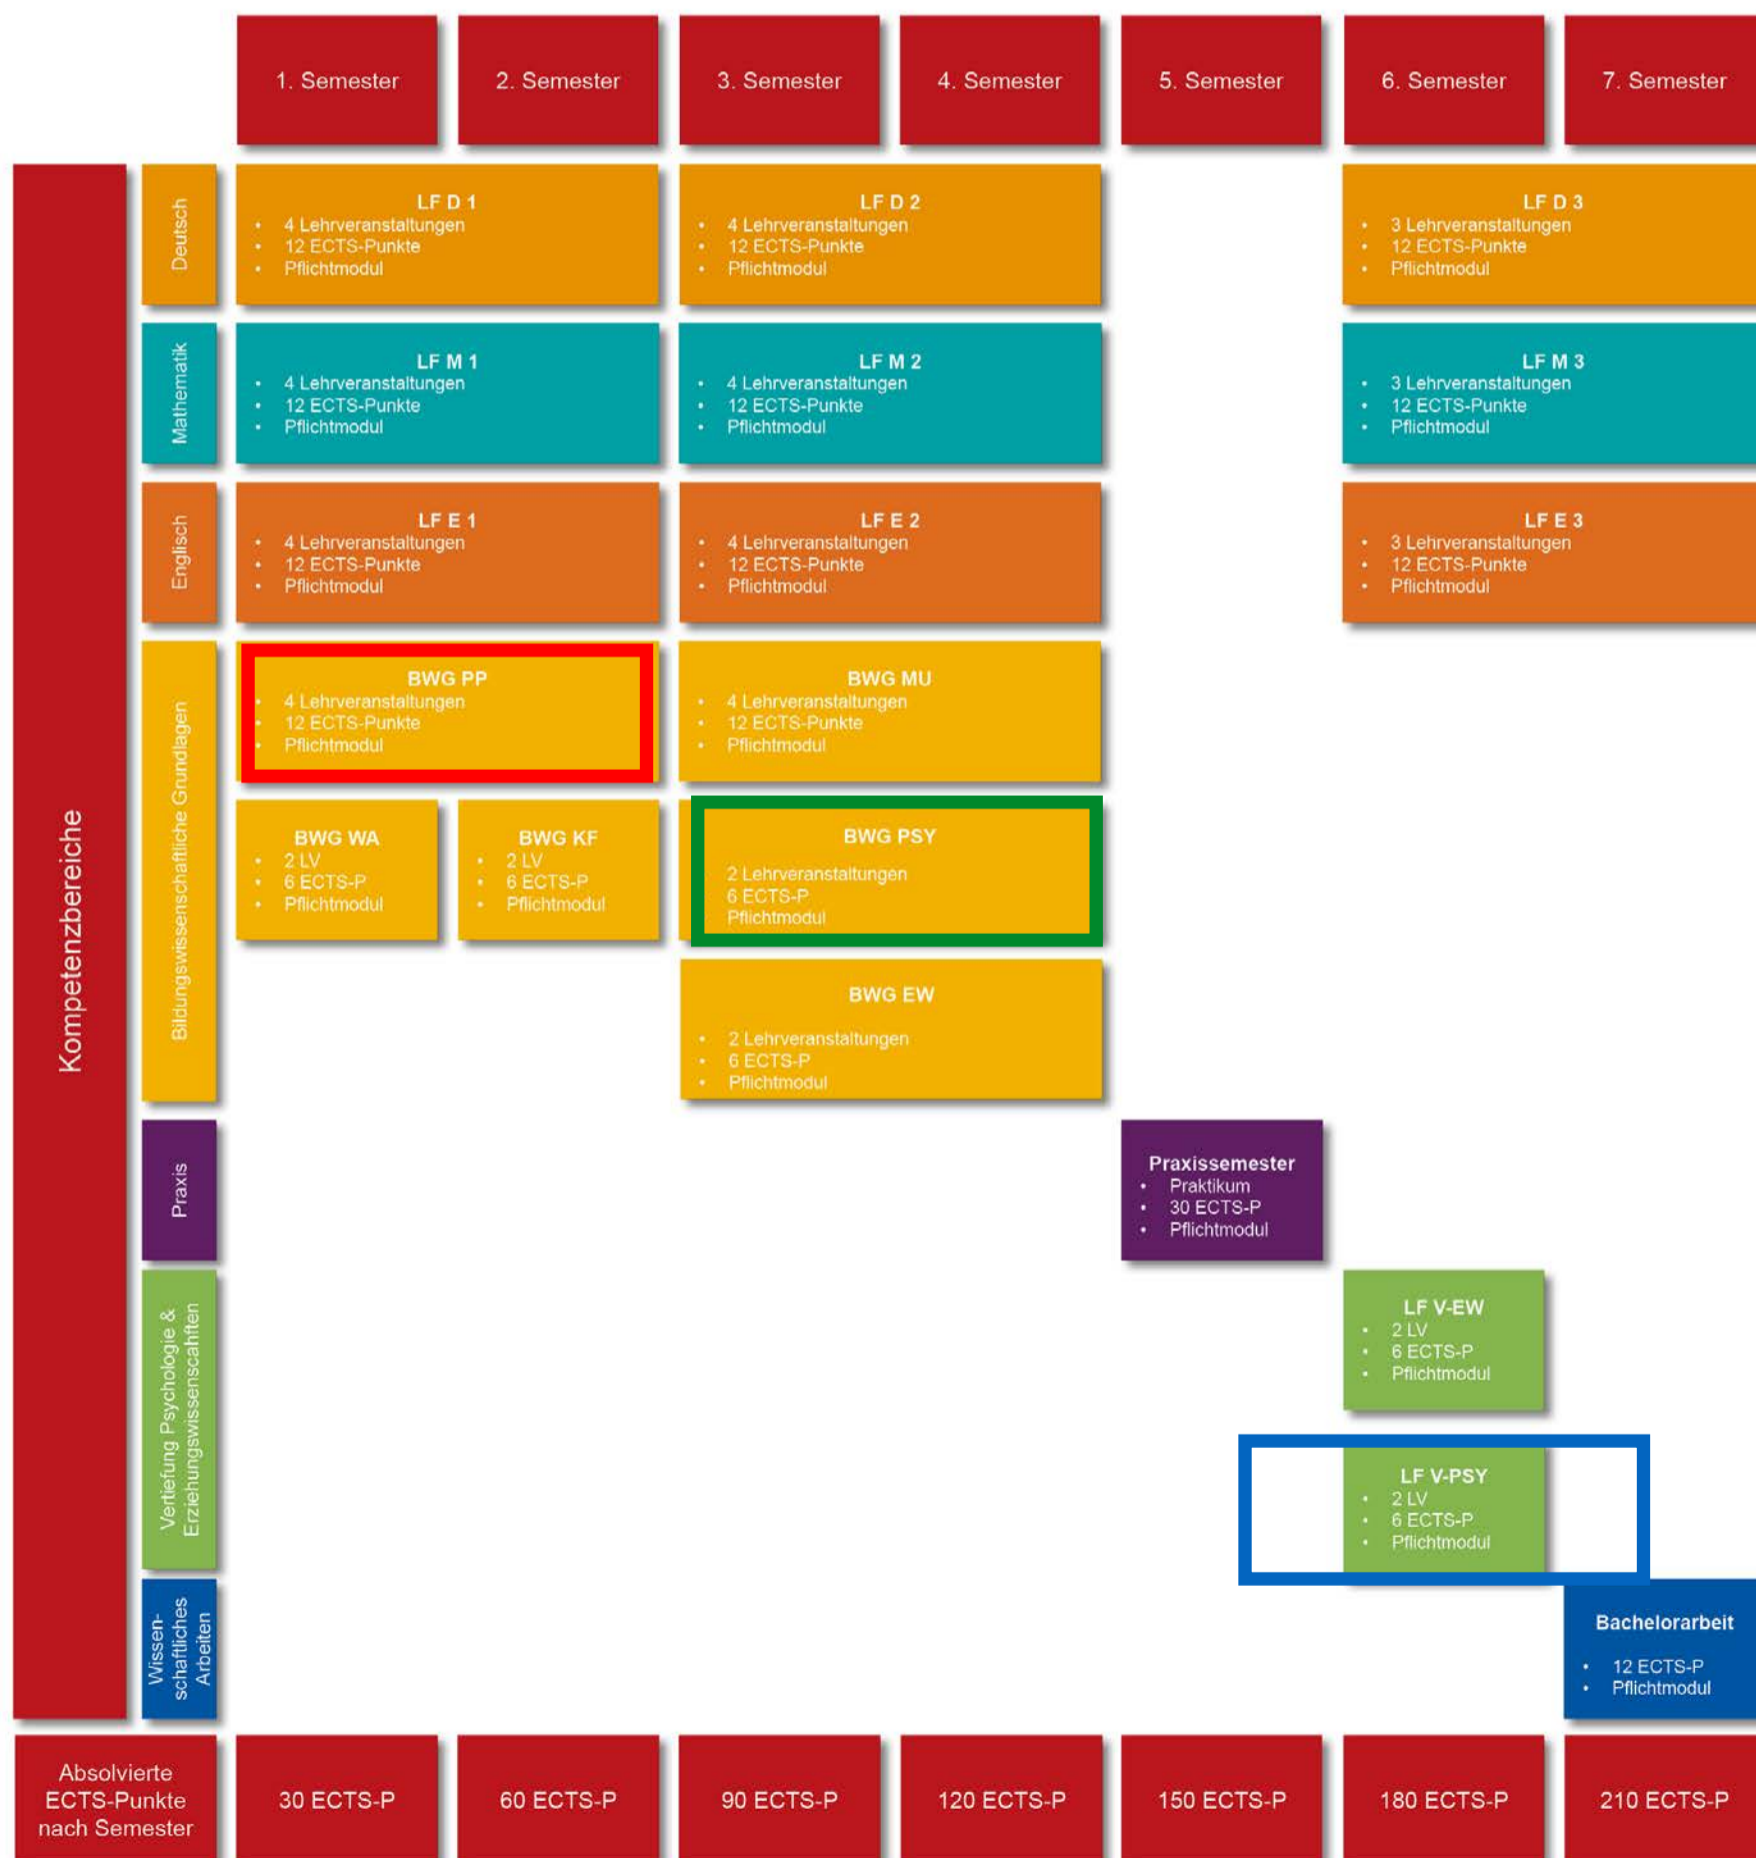 1. Semester
2. Semester
3. Semester
4. Semester
5. Semester
6. Semester
7. Semester
Kompetenzbereiche
Deutsch
LF D 1
• 4 Lehrveranstaltungen
• 12 ECTS-Punkte
• Pflichtmodul
LF D 2
• 4 Lehrveranstaltungen
• 12 ECTS-Punkte
• Pflichtmodul
LF D 3
• 3 Lehrveranstaltungen
• 12 ECTS-Punkte
• Pflichtmodul
Mathematik
LF M 1
• 4 Lehrveranstaltungen
• 12 ECTS-Punkte
• Pflichtmodul
LF M 2
• 4 Lehrveranstaltungen
• 12 ECTS-Punkte
• Pflichtmodul
LF M 3
• 3 Lehrveranstaltungen
• 12 ECTS-Punkte
• Pflichtmodul
Englisch
LF E 1
• 4 Lehrveranstaltungen
• 12 ECTS-Punkte
• Pflichtmodul
LF E 2
• 4 Lehrveranstaltungen
• 12 ECTS-Punkte
• Pflichtmodul
LF E 3
• 3 Lehrveranstaltungen
• 12 ECTS-Punkte
• Pflichtmodul
Bildungswissenschaftliche Grundlagen
BWG PP
• 4 Lehrveranstaltungen
• 12 ECTS-Punkte
• Pflichtmodul
BWG MU
• 4 Lehrveranstaltungen
• 12 ECTS-Punkte
• Pflichtmodul
BWG WA
• 2 LV
• 6 ECTS-P
• Pflichtmodul
BWG KF
• 2 LV
• 6 ECTS-P
• Pflichtmodul
BWG PSY
2 Lehrveranstaltungen
6 ECTS-P
Pflichtmodul
BWG EW
• 2 Lehrveranstaltungen
• 6 ECTS-P
• Pflichtmodul
Praxis
Praxissemester
• Praktikum
• 30 ECTS-P
• Pflichtmodul
Vertiefung Psychologie &
Erziehungswissenscahften
LF V-EW
• 2 LV
• 6 ECTS-P
• Pflichtmodul
LF V-PSY
• 2 LV
• 6 ECTS-P
• Pflichtmodul
Wissen-
schaftliches
Arbeiten
Bachelorarbeit
• 12 ECTS-P
• Pflichtmodul
Absolvierte
ECTS-Punkte
nach Semester
30 ECTS-P
60 ECTS-P
90 ECTS-P
120 ECTS-P
150 ECTS-P
180 ECTS-P
210 ECTS-P